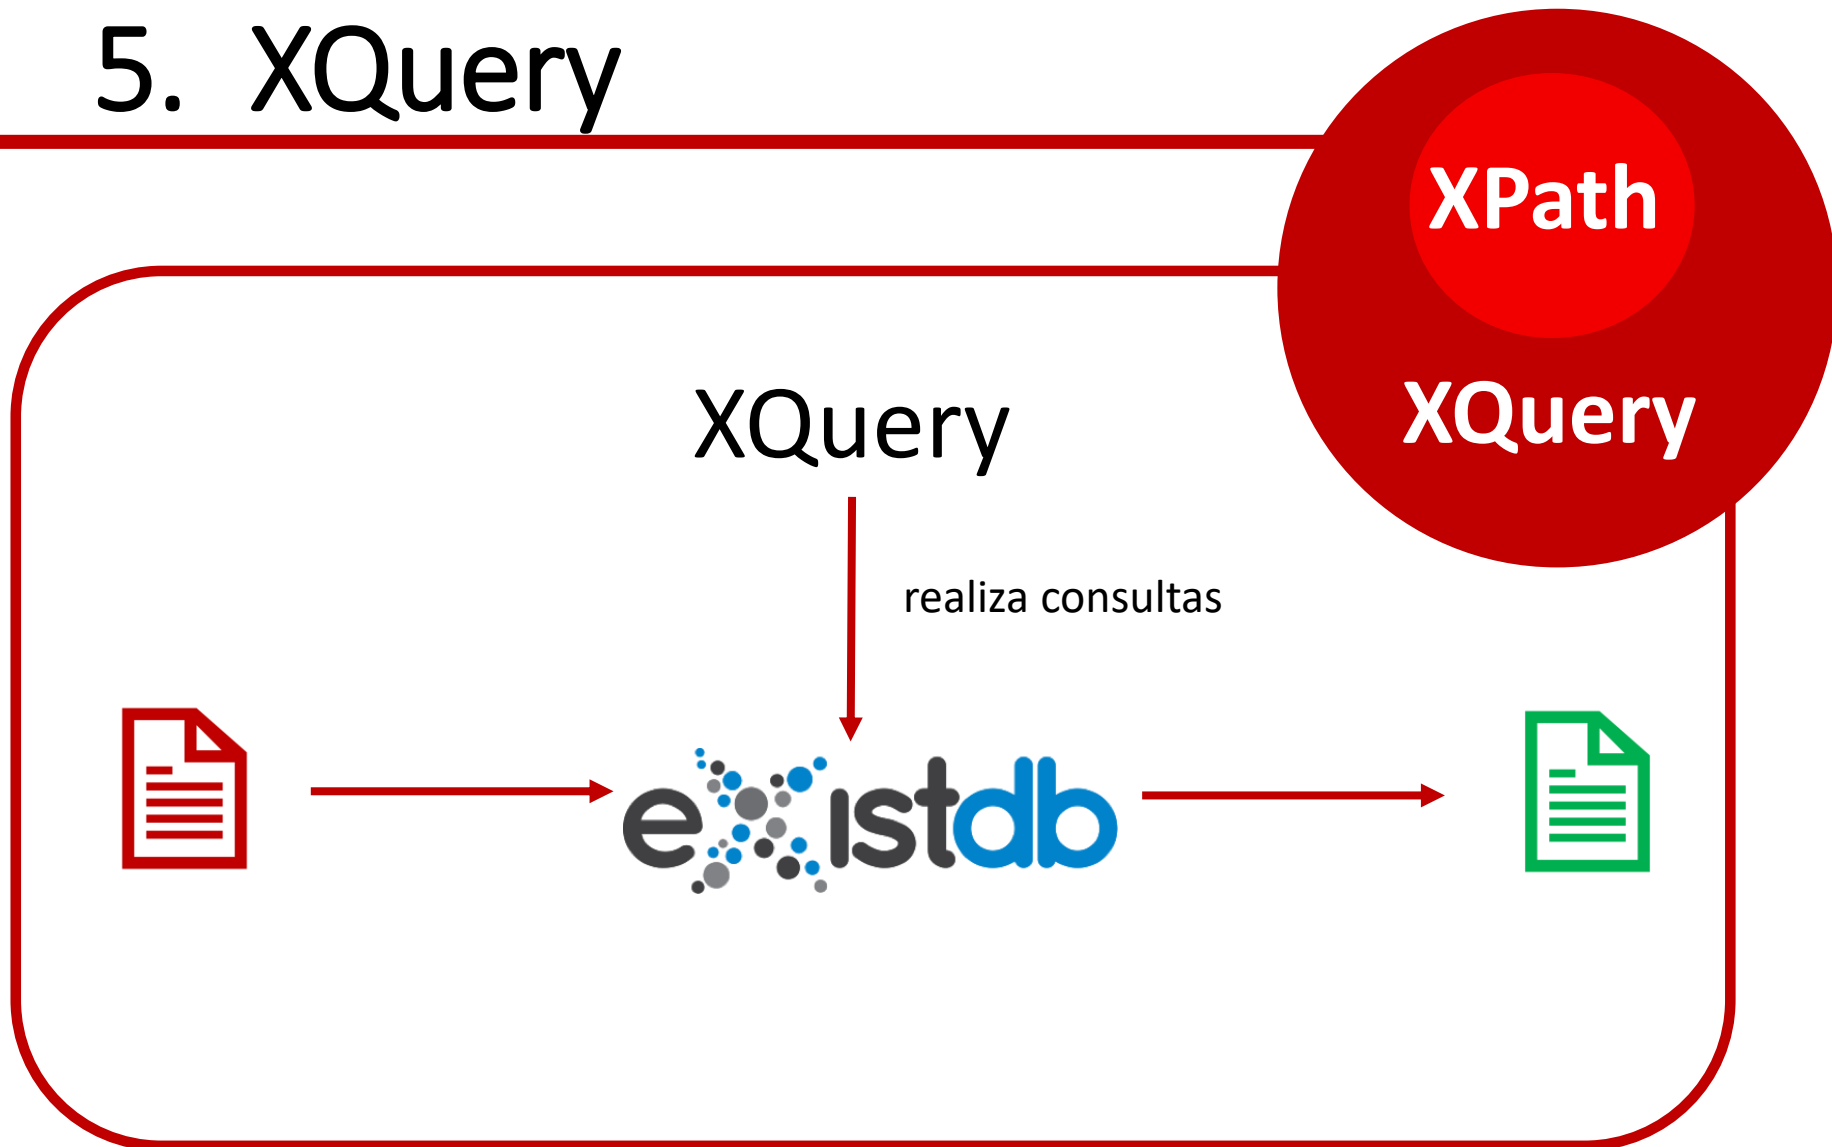 5. XQuery
XPath
XQuery
XQuery
realiza consultas
eXistdb